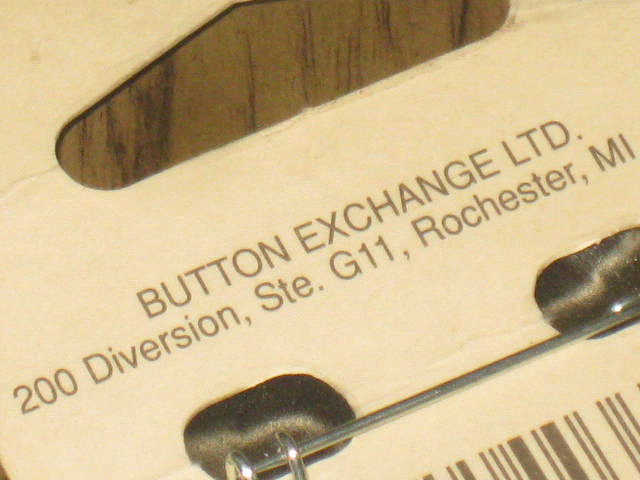 BUTTON EXCHANGE LTD.
200 Diversion, Ste. G11, Rochester, MI